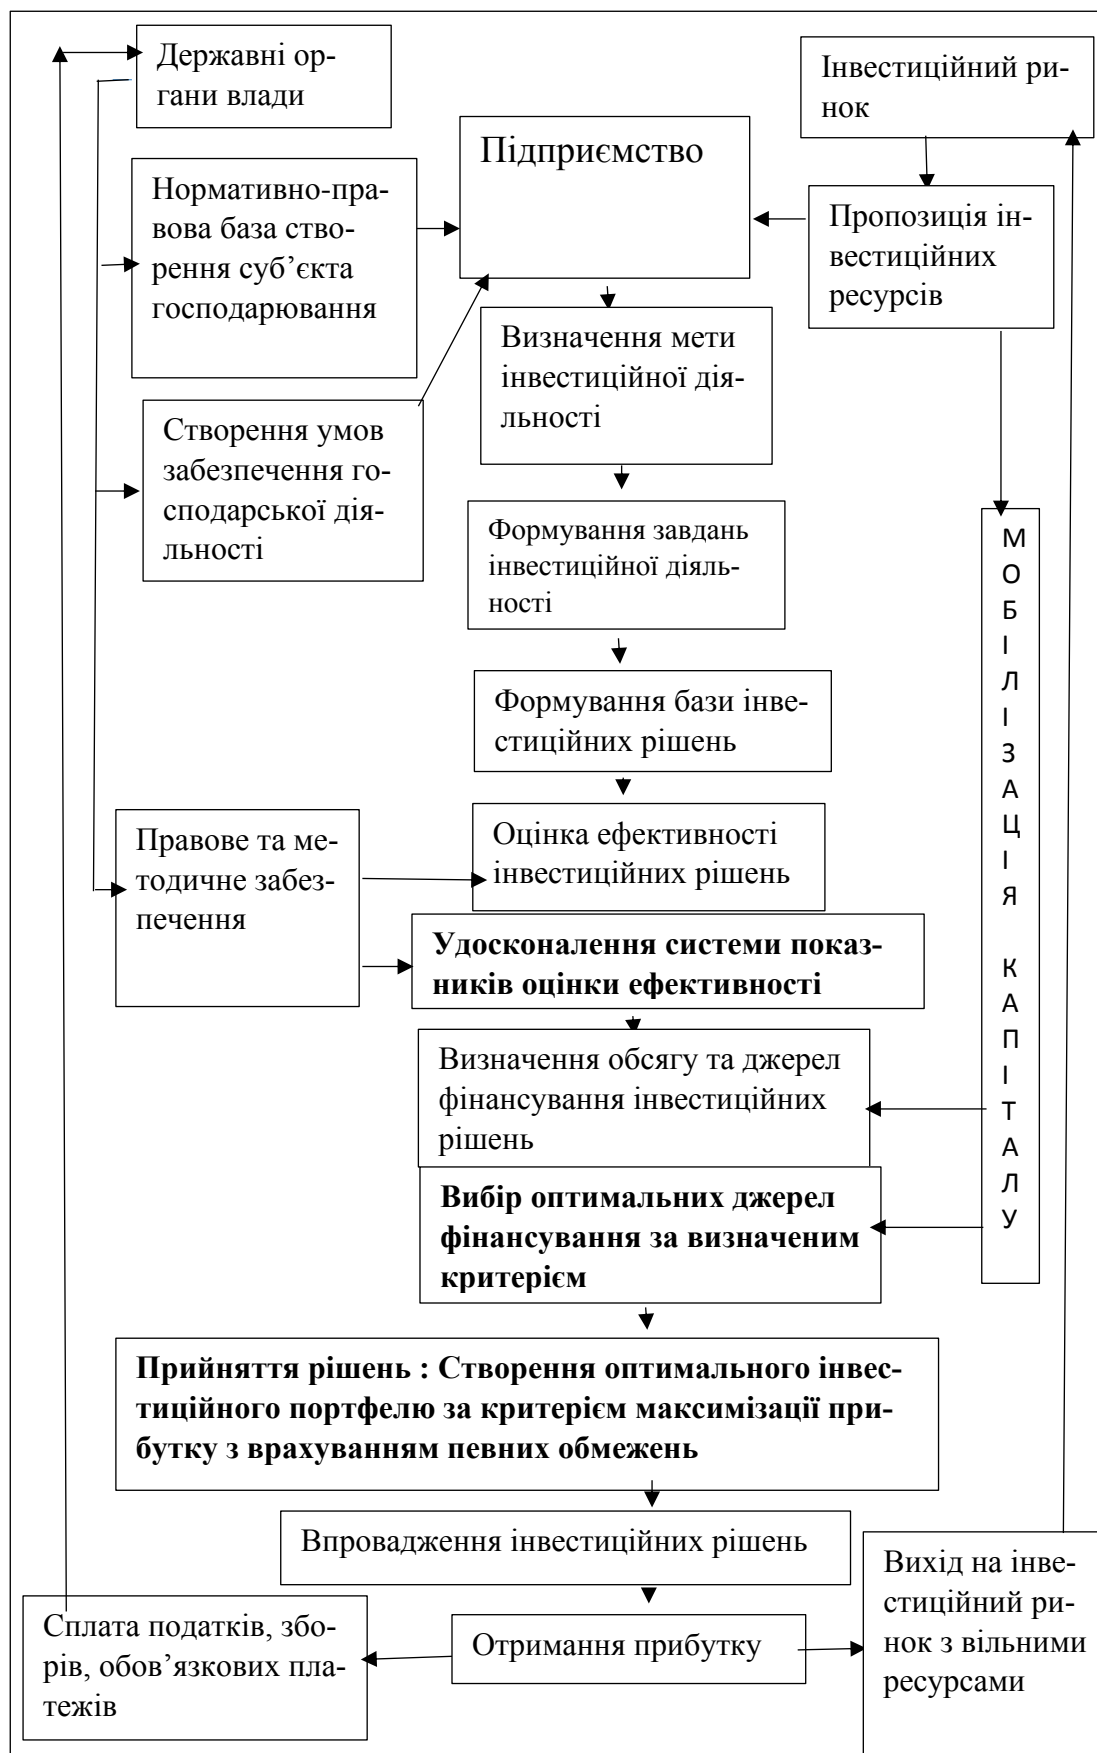 Державні ор-
гани влади
Інвестиційний ри-
нок
Підприємство
Нормативно-пра-
вова база ство-
рення суб’єкта
господарювання
Пропозиція ін-
вестиційних
ресурсів
Визначення мети
інвестиційної дія-
льності
Створення умов
забезпечення го-
сподарської дія-
льності
Формування завдань
інвестиційної діяль-
ності
МОБІЛІЗАЦІЯ КАПІТАЛУ
Формування бази інве-
стиційних рішень
Правове та ме-
тодичне забез-
печення
Оцінка ефективності
інвестиційних рішень
Удосконалення системи показ-
ників оцінки ефективності
Визначення обсягу та джерел
фінансування інвестиційних
рішень
Вибір оптимальних джерел
фінансування за визначеним
критерієм
Прийняття рішень : Створення оптимального інвес-
тиційного портфелю за критерієм максимізації при-
бутку з врахуванням певних обмежень
Впровадження інвестиційних рішень
Вихід на інве-
стиційний ри-
нок з вільними
ресурсами
Отримання прибутку
Сплата податків, збо-
рів, обов’язкових пла-
тежів